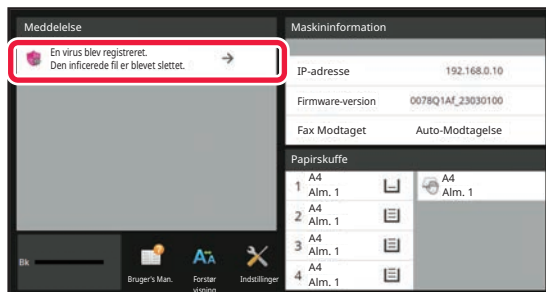 Meddelelse
En virus blev registreret.
Den inficerede fil er blevet slettet.
Maskininformation
IP-adresse 192.168.0.10
Firmware-version 0078Q1Af_23030100
Fax Modtaget Auto-Modtagelse
Papirskuffe
1 A4
Alm. 1
A4
Alm. 1
2 A4
Alm. 1
3 A4
Alm. 1
4 A4
Alm. 1
Bk
Bruger's Man.
Forstør
visning
Indstillinger